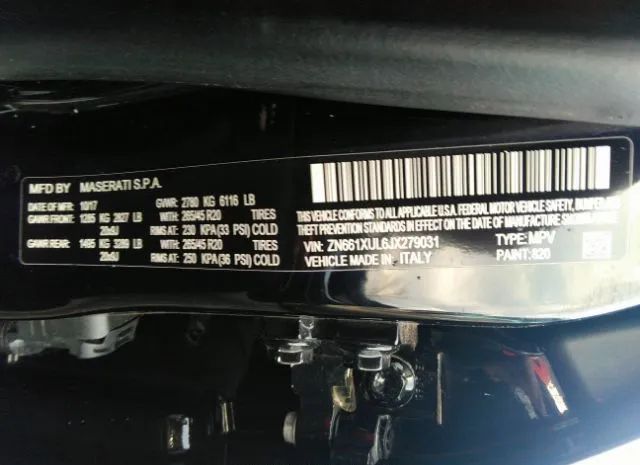 MFD BY MASERATI S.P.A.
DATE OF MFR: 10/17 GVWR: 2780 KG 6116 LB
GAWR FRONT: 1285 KG 2827 LB WITH: 265/45 R20 TIRES
20x9J RIMS AT: 230 KPA (33 PSI) COLD
GAWR REAR: 1495 KG 3289 LB WITH: 265/45 R20 TIRES
RIMS AT: 250 KPA (36 PSI) COLD
THIS VEHICLE CONFORMS TO ALL APPLICABLE U.S.A. FEDERAL MOTOR VEHICLE SAFETY, BUMPER, AND
THEFT PREVENTION STANDARDS IN EFFECT ON THE DATE OF MANUFACTURE SHOWN ABOVE
VIN: ZN661XUL6JX279031 TYPE: MPV
VEHICLE MADE IN: ITALY PAINT: 820